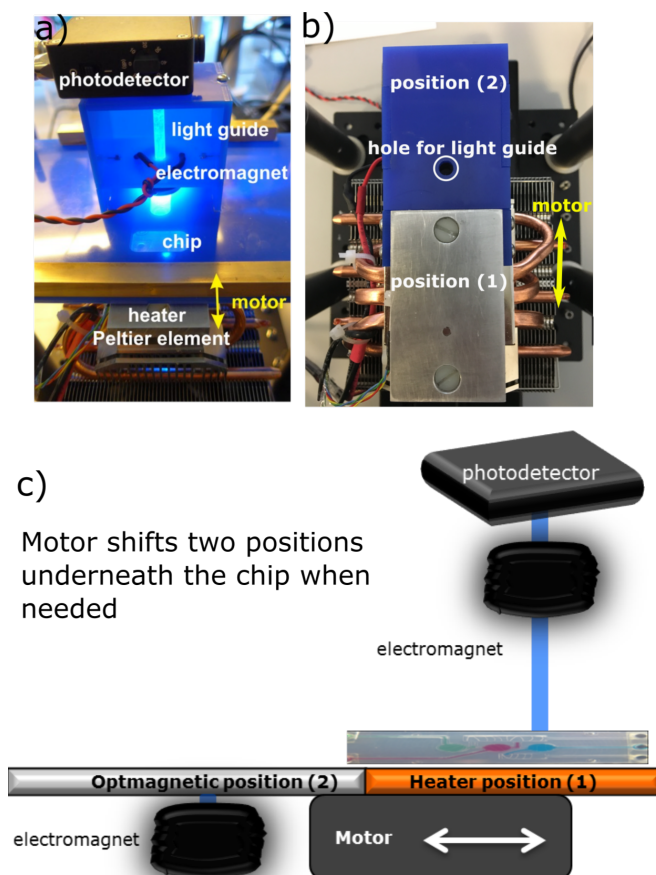 a)
photodetector
light guide
electromagnet
chip
motor
heater
Peltier element
b)
position (2)
hole for light guide
motor
position (1)
c)
Motor shifts two positions
underneath the chip when
needed
photodetector
electromagnet
Optmagnetic position (2)
Heater position (1)
electromagnet
Motor